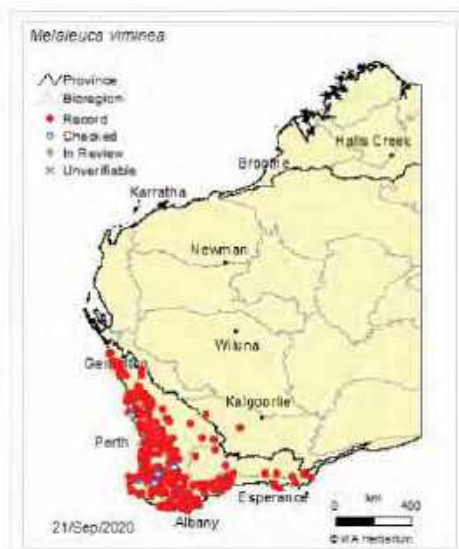 Melaleuca viminea
Province
Bioregion
Record
Checked
In Review
Unverifiable
Halls Creek
Broome
Karratha
Newman
Wiluna
Kalgoorlie
Perth
Esperance
Albany
km
0 400
21/Sep/2020
© WA Herbarium